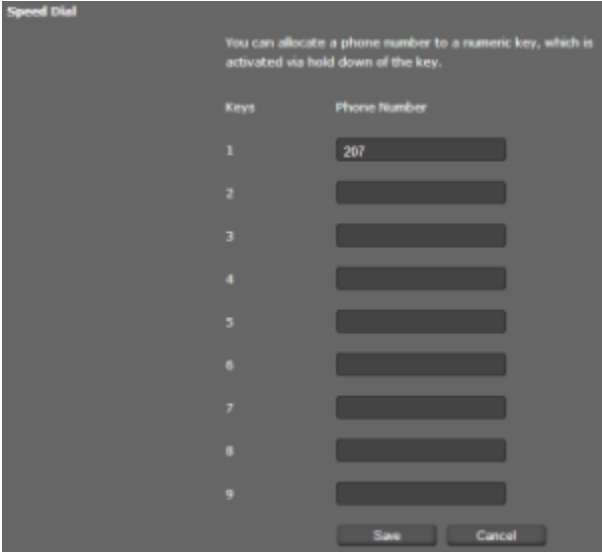 Speed Dial
You can allocate a phone number to a numeric key, which is
activated via hold down of the key.
Keys Phone Number
1 207
2
3
4
5
6
7
8
9
Save Cancel